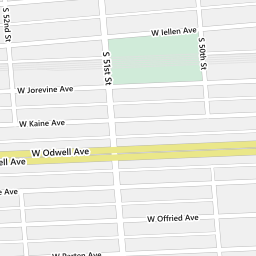 S 52nd St
W Iellen Ave
S 51st St
S 50th St
W Jorevine Ave
W Kaine Ave
W Odwell Ave
ell Ave
e Ave
W Offried Ave
Ave